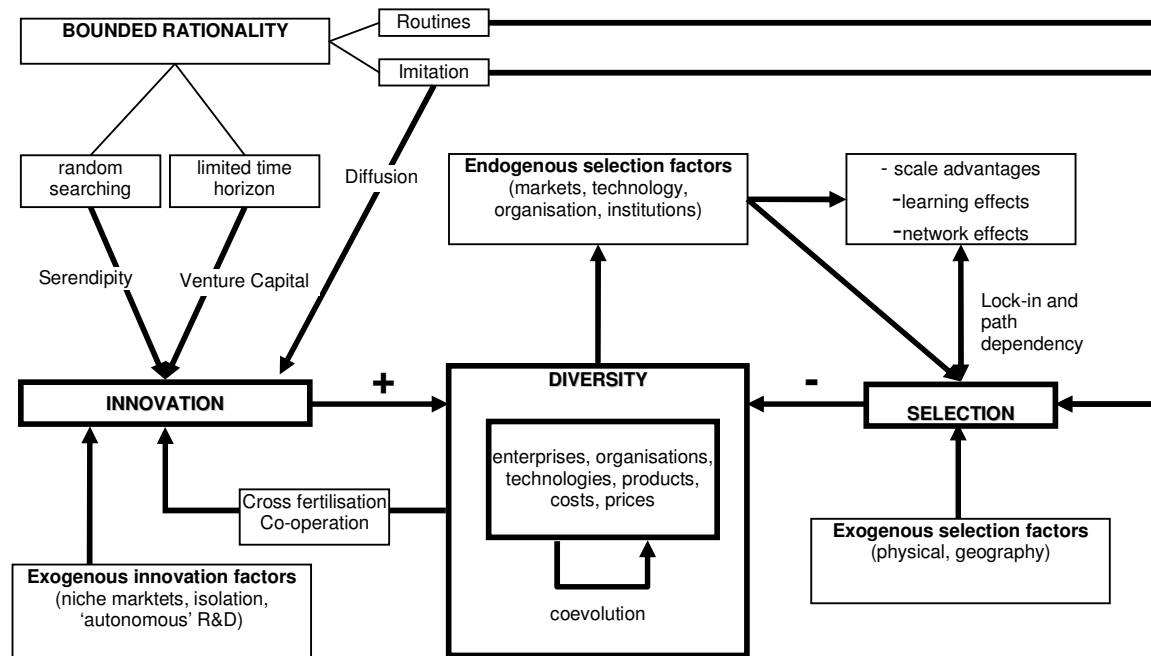 BOUNDED RATIONALITY
Routines
Imitation
random
searching
limited time
horizon
Diffusion
Endogenous selection factors
(markets, technology,
organisation, institutions)
- scale advantages
-learning effects
-network effects
Serendipity
Venture Capital
Lock-in and
path
dependency
INNOVATION
+
DIVERSITY
-
SELECTION
enterprises, organisations,
technologies, products,
costs, prices
Cross fertilisation
Co-operation
coevolution
Exogenous innovation factors
(niche marktets, isolation,
‘autonomous’ R&D)
Exogenous selection factors
(physical, geography)